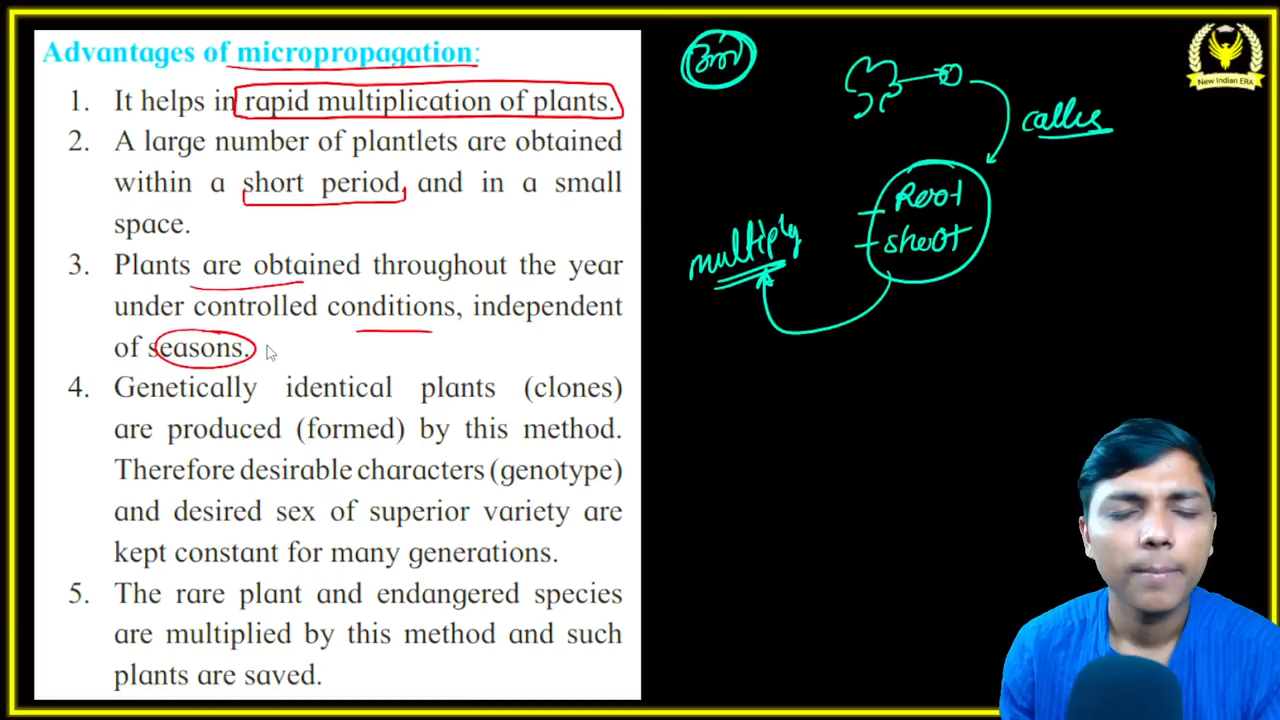 Advantages of micropropagation:
1. It helps in rapid multiplication of plants.
2. A large number of plantlets are obtained
within a short period, and in a small
space.
3. Plants are obtained throughout the year
under controlled conditions, independent
of seasons.
4. Genetically identical plants (clones)
are produced (formed) by this method.
Therefore desirable characters (genotype)
and desired sex of superior variety are
kept constant for many generations.
5. The rare plant and endangered species
are multiplied by this method and such
plants are saved.
callus
Root
shoot
multiply
New Indian ERA